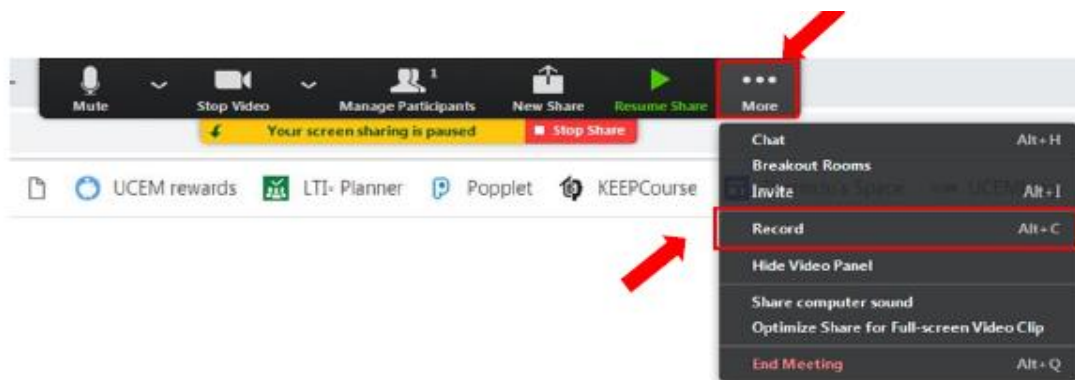 1
Mute Stop Video Manage Participants New Share Resume Share More
Your screen sharing is paused Stop Share
UCEM rewards LTI- Planner Popplet KEEPCourse
Chat Alt+H
Breakout Rooms
Invite Alt+I
Record Alt+C
Hide Video Panel
Share computer sound
Optimize Share for Full-screen Video Clip
End Meeting Alt+Q